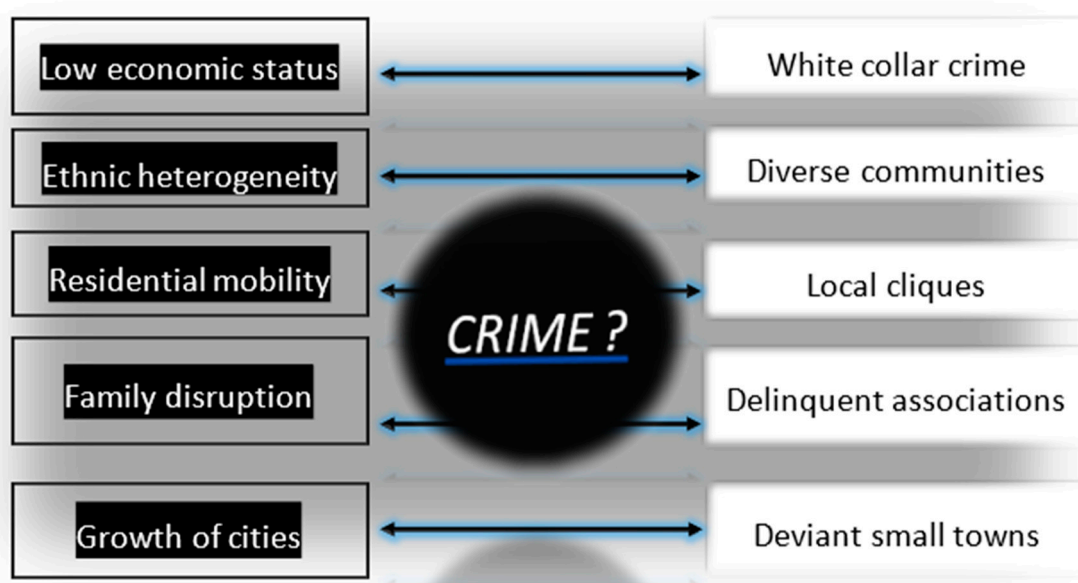 Low economic status
White collar crime
Ethnic heterogeneity
Diverse communities
Residential mobility
Local cliques
CRIME ?
Family disruption
Delinquent associations
Growth of cities
Deviant small towns